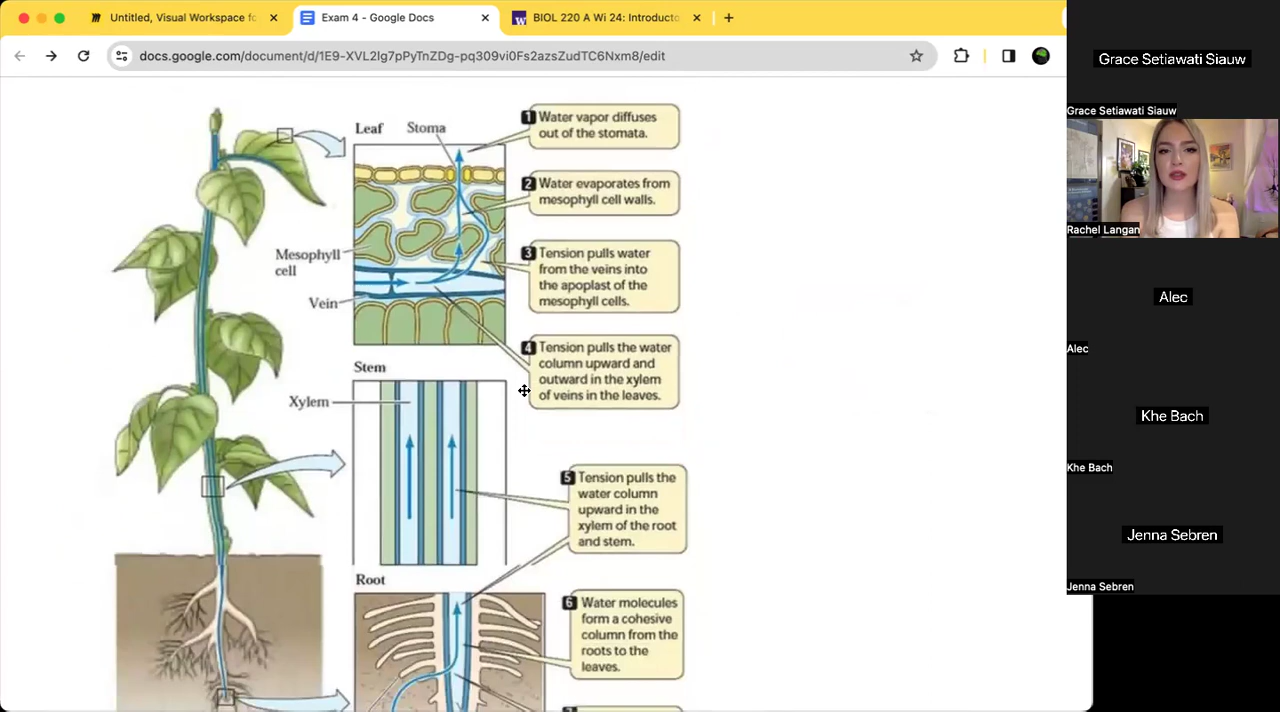 Untitled, Visual Workspace fo
Exam 4 - Google Docs
BIOL 220 A Wi 24: Introducto
docs.google.com/document/d/1E9-XVL2Ig7pPyTnZDg-pq309vi0Fs2azsZudTC6Nxm8/edit
Leaf
Stoma
Mesophyll
cell
Vein
1 Water vapor diffuses
out of the stomata.
2 Water evaporates from
mesophyll cell walls.
3 Tension pulls water
from the veins into
the apoplast of the
mesophyll cells.
4 Tension pulls the water
column upward and
outward in the xylem
of veins in the leaves.
Stem
Xylem
5 Tension pulls the
water column
upward in the
xylem of the root
and stem.
Root
6 Water molecules
form a cohesive
column from the
roots to the
leaves.
Grace Setiawati Siauw
Grace Setiawati Siauw
Rachel Langan
Alec
Alec
Khe Bach
Khe Bach
Jenna Sebren
Jenna Sebren